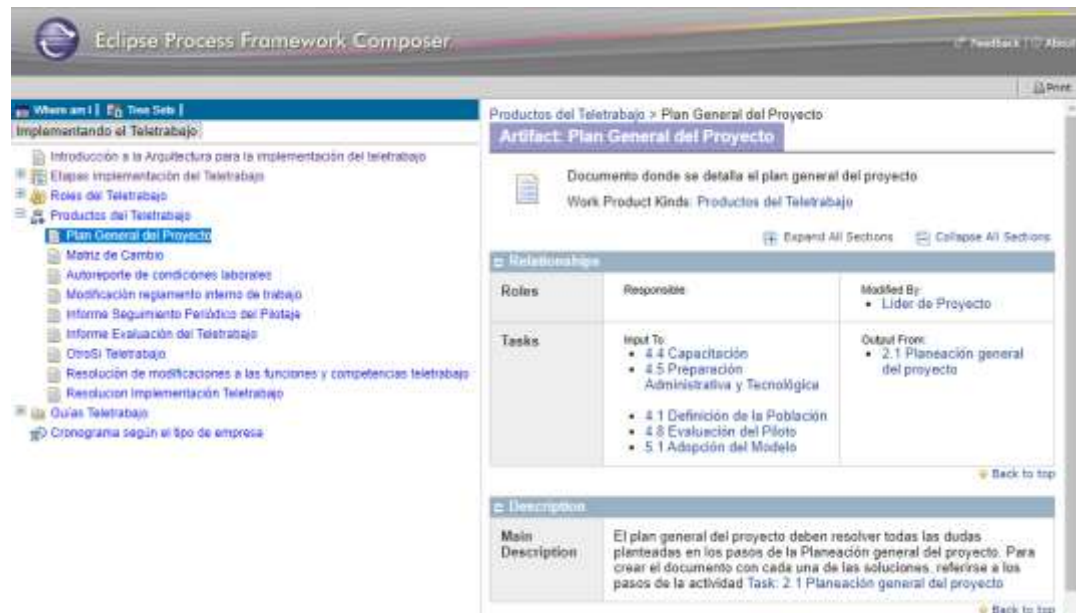 Eclipse Process Framework Composer
Feedback | About
Print
Where am I | Tree Sets |
Implementando el Teletrabajo
Introducción a la Arquitectura para la implementación del teletrabajo
Etapas implementación del Teletrabajo
Roles del Teletrabajo
Productos del Teletrabajo
Plan General del Proyecto
Matriz de Cambio
Autoreporte de condiciones laborales
Modificación reglamento interno de trabajo
Informe Seguimiento Periódico del Pilotaje
Informe Evaluación del Teletrabajo
OtroSi Teletrabajo
Resolución de modificaciones a las funciones y competencias teletrabajo
Resolucion Implementación Teletrabajo
Guías Teletrabajo
Cronograma según el tipo de empresa
Productos del Teletrabajo > Plan General del Proyecto
Artifact: Plan General del Proyecto
Documento donde se detalla el plan general del proyecto
Work Product Kinds: Productos del Teletrabajo
Expand All Sections Collapse All Sections
Relationships
Roles Responsible: Modified By:
• Lider de Proyecto
Tasks Input To: Output From:
• 4.4 Capacitación • 2.1 Planeación general
• 4.5 Preparación del proyecto
Administrativa y Tecnológica
• 4.1 Definición de la Población
• 4.8 Evaluación del Piloto
• 5.1 Adopción del Modelo
Back to top
Description
Main El plan general del proyecto deben resolver todas las dudas
Description planteadas en los pasos de la Planeación general del proyecto. Para
crear el documento con cada una de las soluciones, referirse a los
pasos de la actividad Task: 2.1 Planeación general del proyecto
Back to top